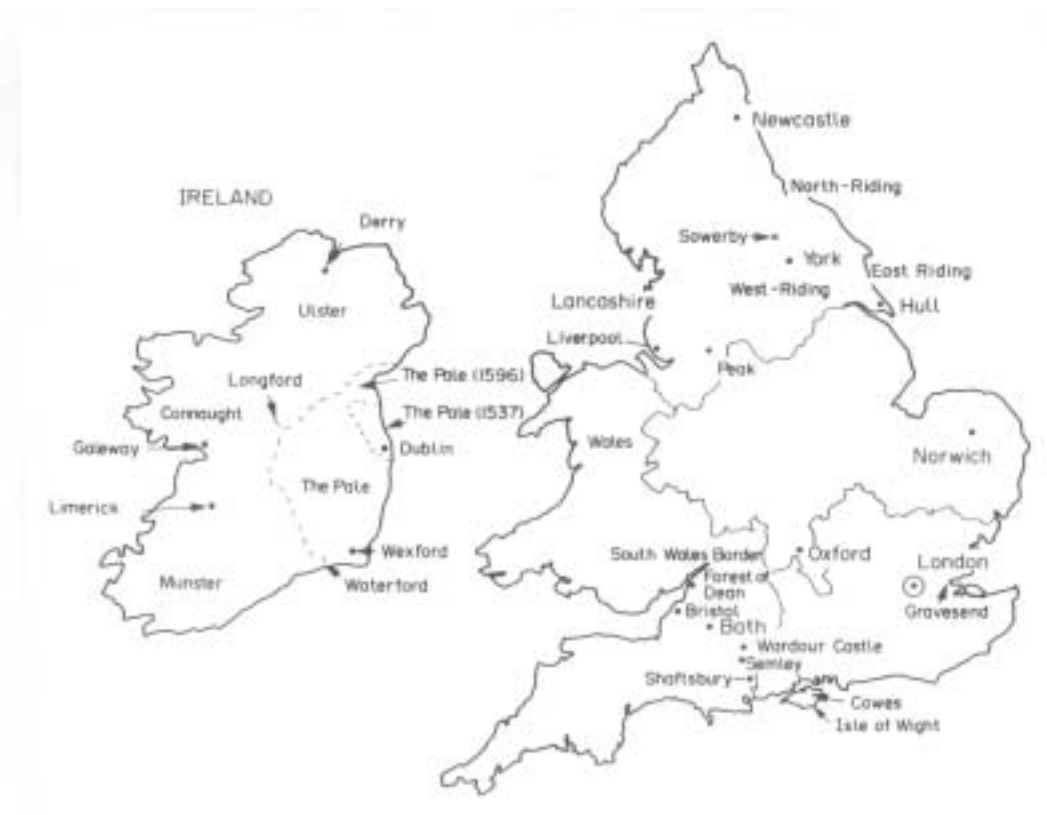 IRELAND
Derry
Ulster
Longford
The Pale (1596)
Connaught
The Pale (1537)
Galeway
Dublin
The Pale
Limerick
Wexford
Munster
Waterford
Newcastle
North-Riding
Sowerby
York
East Riding
West-Riding
Lancashire
Hull
Liverpool
Peak
Wales
Norwich
South Wales Border
Oxford
London
Forest of
Dean
Gravesend
Bristol
Bath
Wardour Castle
Semley
Shaftsbury
Cowes
Isle of Wight